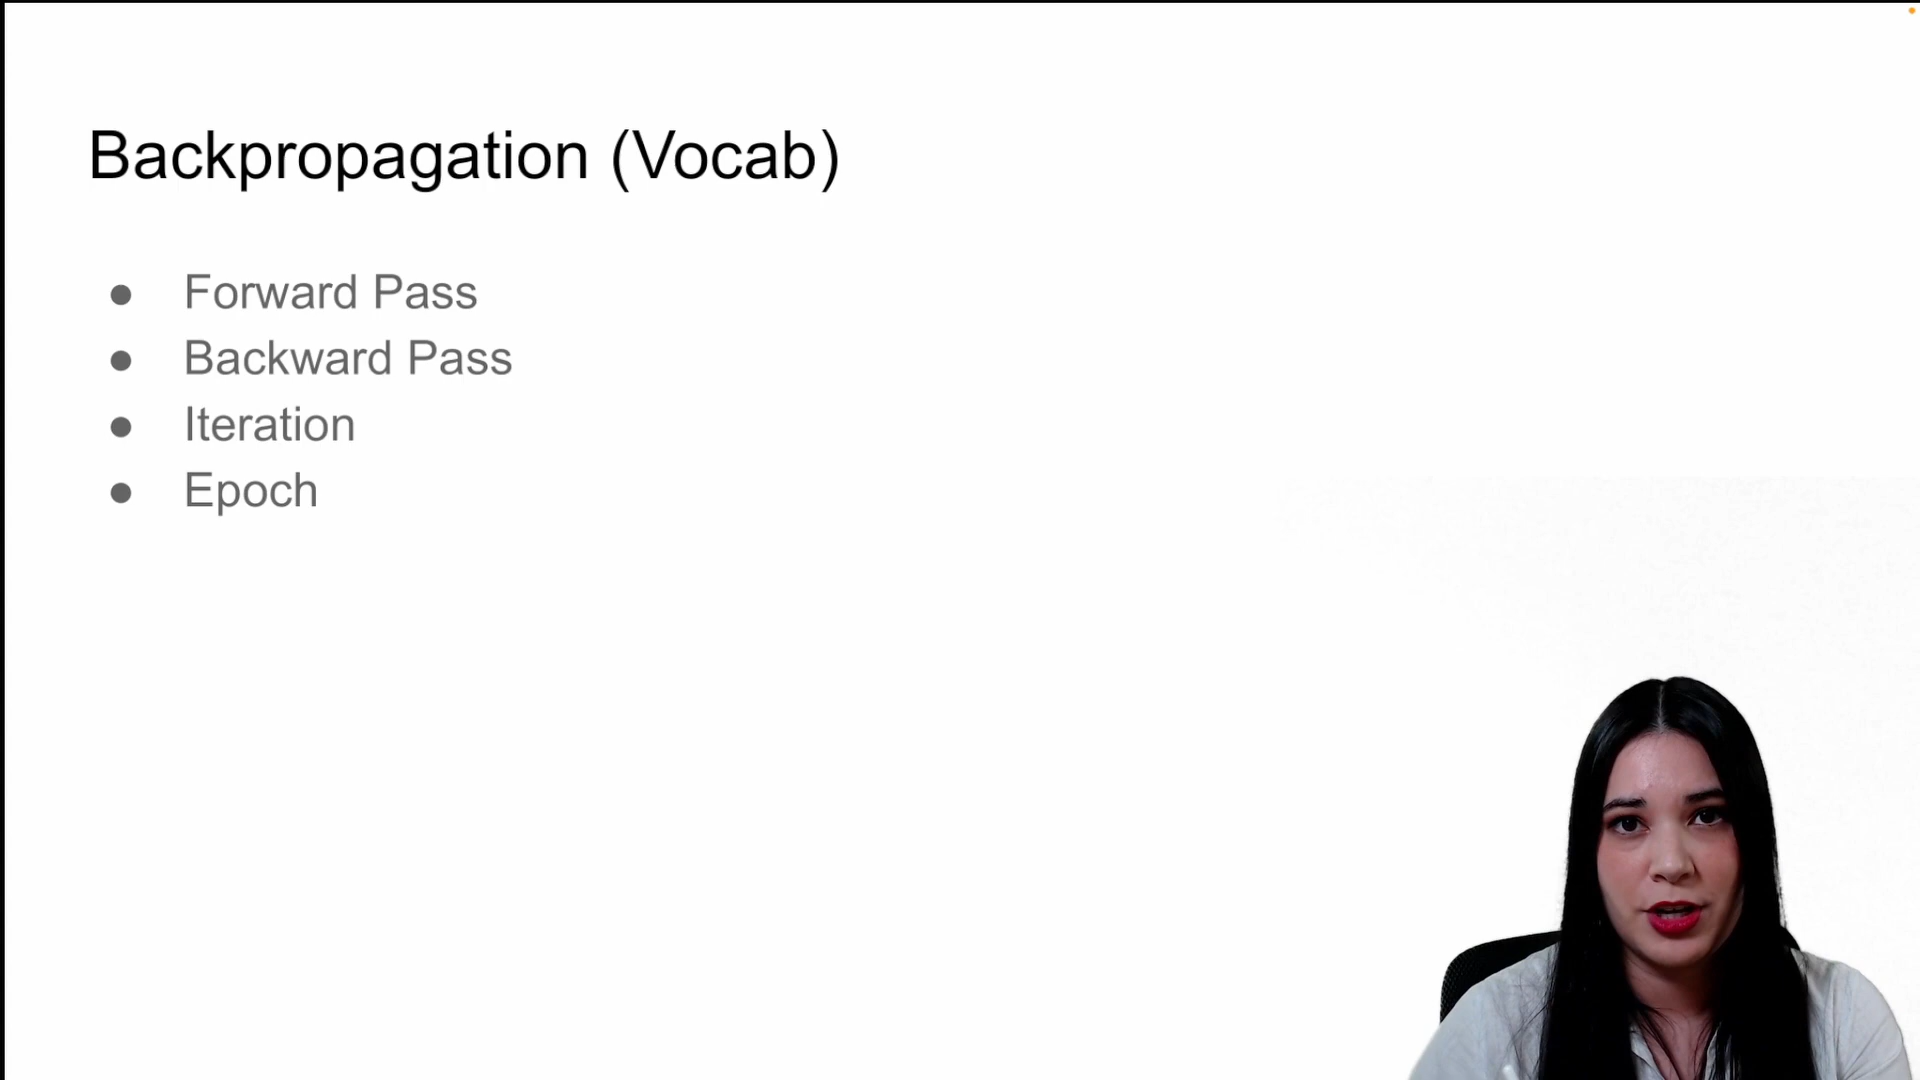 Backpropagation (Vocab)
● Forward Pass
● Backward Pass
● Iteration
● Epoch